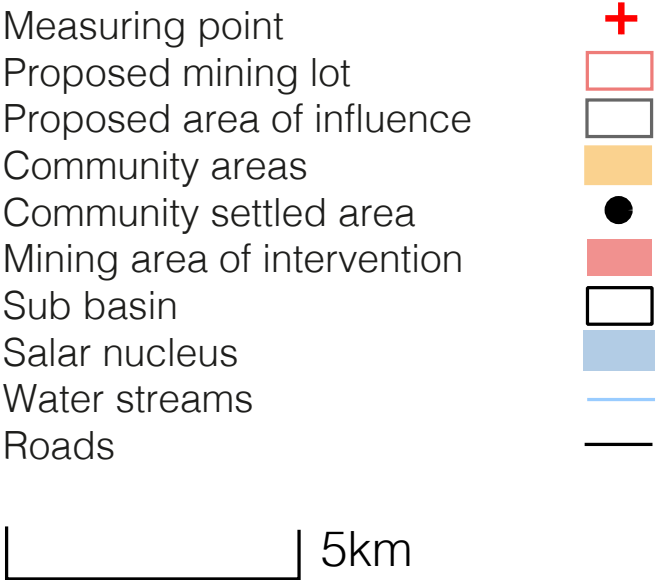 Measuring point
Proposed mining lot
Proposed area of influence
Community areas
Community settled area
Mining area of intervention
Sub basin
Salar nucleus
Water streams
Roads
5km